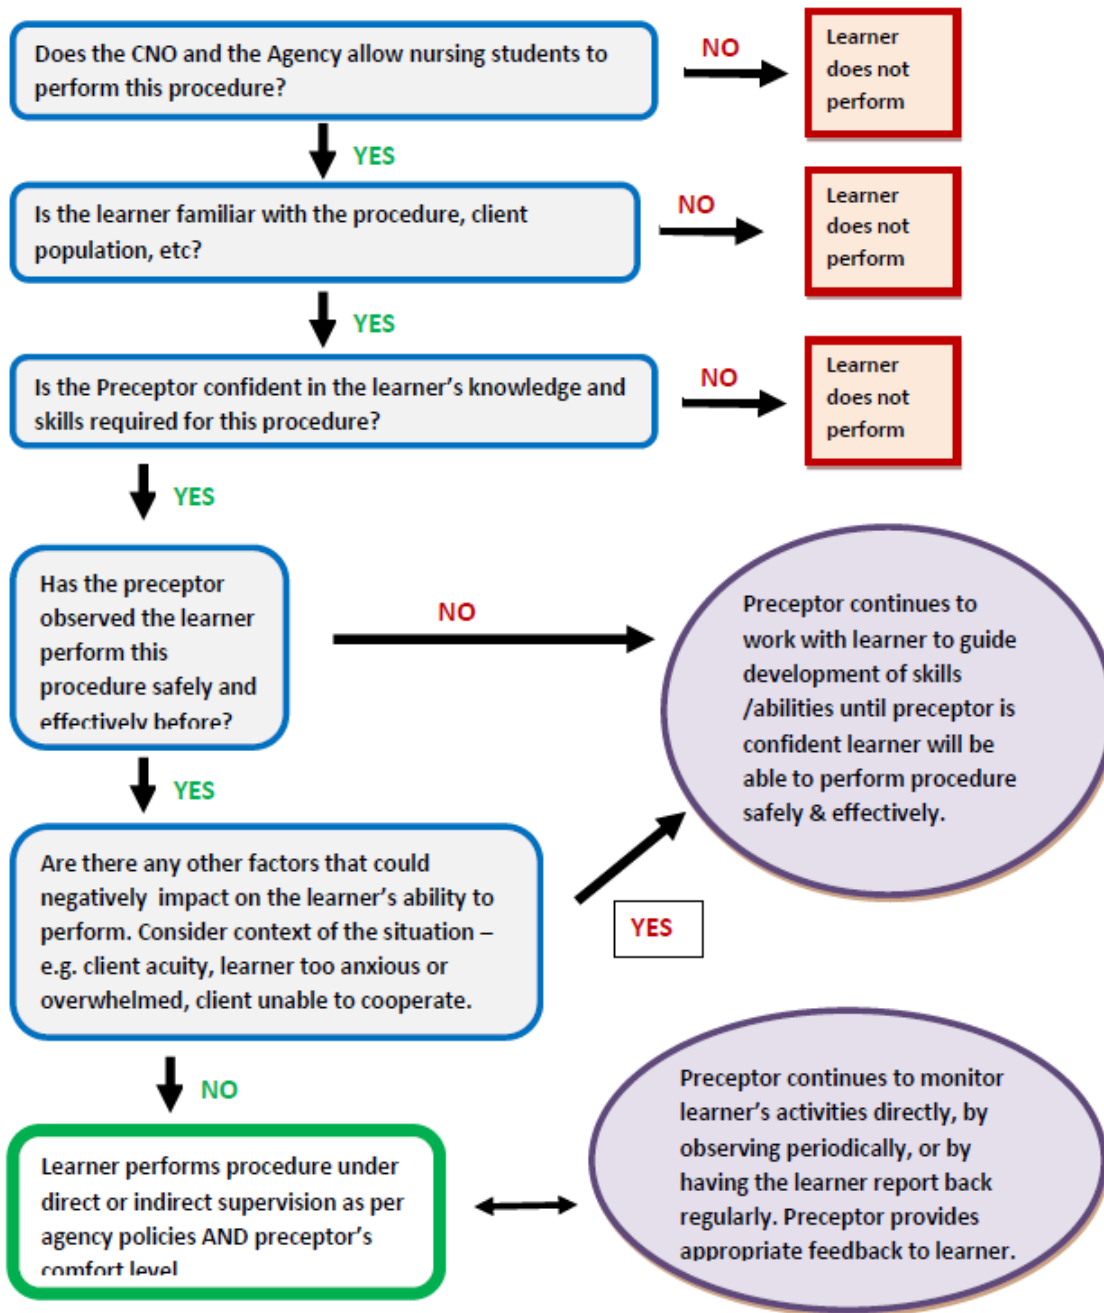 Does the CNO and the Agency allow nursing students to
perform this procedure?
NO
Learner
does not
perform
YES
Is the learner familiar with the procedure, client
population, etc?
NO
Learner
does not
perform
YES
Is the Preceptor confident in the learner's knowledge and
skills required for this procedure?
NO
Learner
does not
perform
YES
Has the preceptor
observed the learner
perform this
procedure safely and
effectively before?
NO
Preceptor continues to
work with learner to guide
development of skills
/abilities until preceptor is
confident learner will be
able to perform procedure
safely & effectively.
YES
Are there any other factors that could
negatively  impact on the learner's ability to
perform. Consider context of the situation –
e.g. client acuity, learner too anxious or
overwhelmed, client unable to cooperate.
YES
NO
Learner performs procedure under
direct or indirect supervision as per
agency policies AND preceptor's
comfort level
Preceptor continues to monitor
learner's activities directly, by
observing periodically, or by
having the learner report back
regularly. Preceptor provides
appropriate feedback to learner.